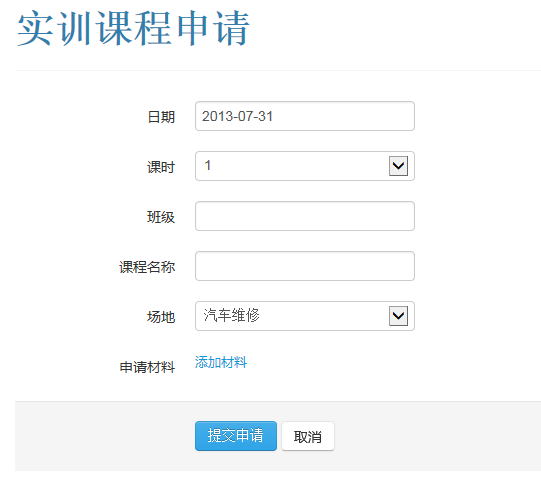 实训课程申请
日期 2013-07-31
课时 1
班级
课程名称
场地 汽车维修
申请材料 添加材料
提交申请 取消